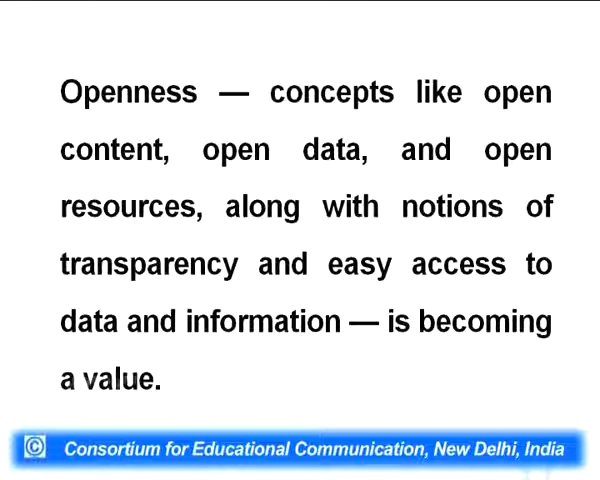 Openness — concepts like open
content, open data, and open
resources, along with notions of
transparency and easy access to
data and information — is becoming
a value.
© Consortium for Educational Communication, New Delhi, India